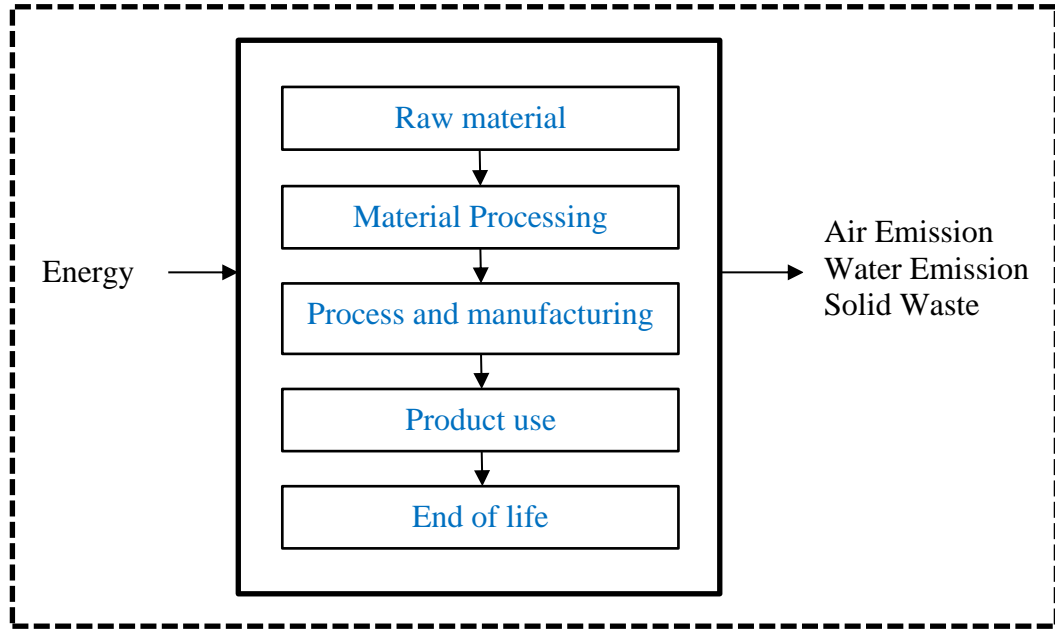 Energy
Raw material
Material Processing
Process and manufacturing
Product use
End of life
Air Emission
Water Emission
Solid Waste